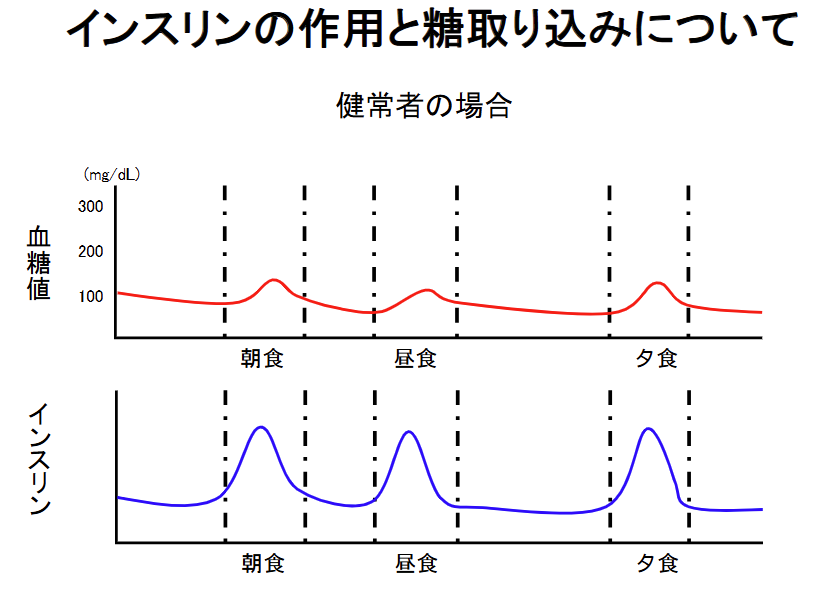 インスリンの作用と糖取り込みについて
健常者の場合
(mg/dL)
300
200
100
血糖値
朝食
昼食
夕食
インスリン
朝食
昼食
夕食